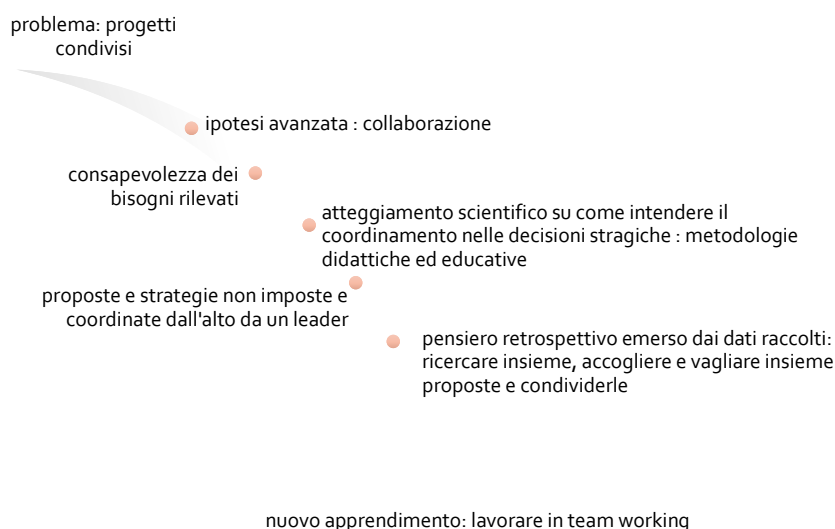 problema: progetti
condivisi
ipotesi avanzata : collaborazione
consapevolezza dei
bisogni rilevati
atteggiamento scientifico su come intendere il
coordinamento nelle decisioni stragiche : metodologie
didattiche ed educative
proposte e strategie non imposte e
coordinate dall'alto da un leader
pensiero retrospettivo emerso dai dati raccolti:
ricercare insieme, accogliere e vagliare insieme
proposte e condividerle
nuovo apprendimento: lavorare in team working